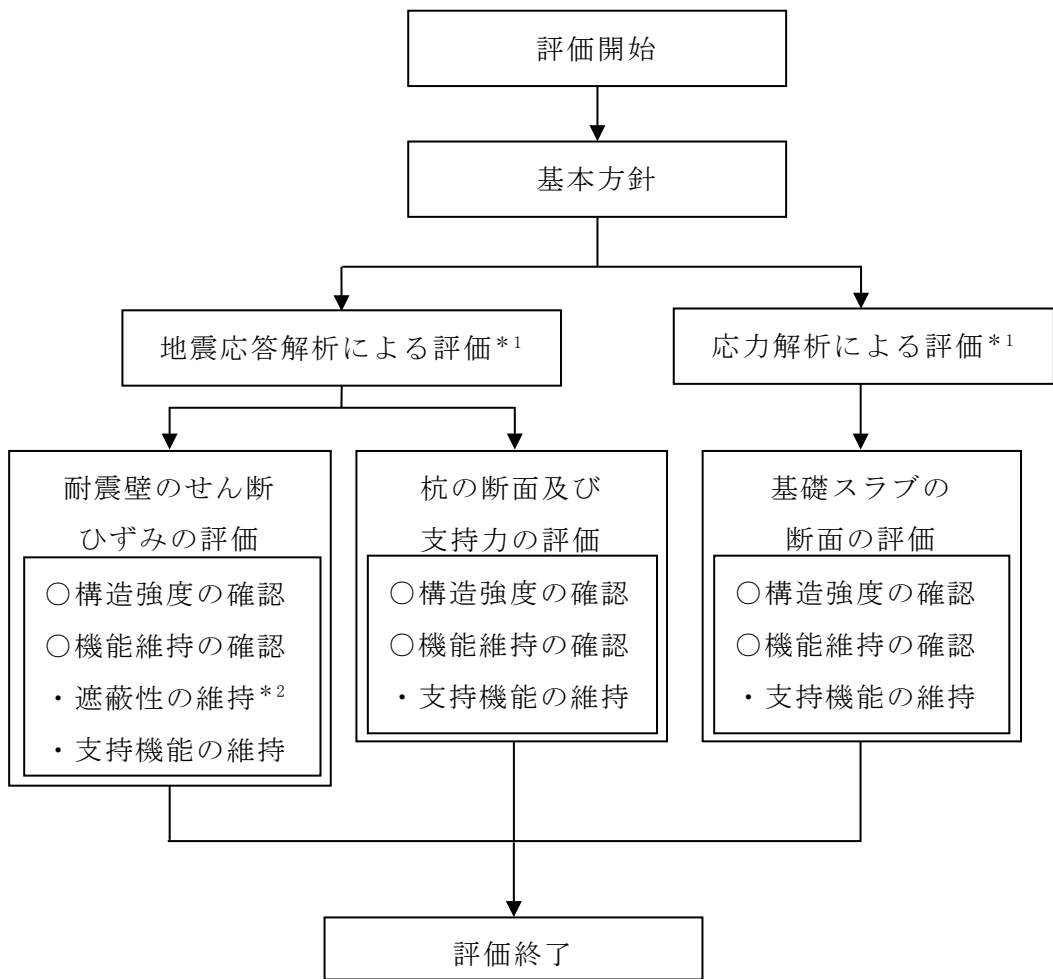 評価開始
基本方針
地震応答解析による評価*1
応力解析による評価*1
耐震壁のせん断
ひずみの評価
○構造強度の確認
○機能維持の確認
・遮蔽性の維持*2
・支持機能の維持
杭の断面及び
支持力の評価
○構造強度の確認
○機能維持の確認
・支持機能の維持
基礎スラブの
断面の評価
○構造強度の確認
○機能維持の確認
・支持機能の維持
評価終了